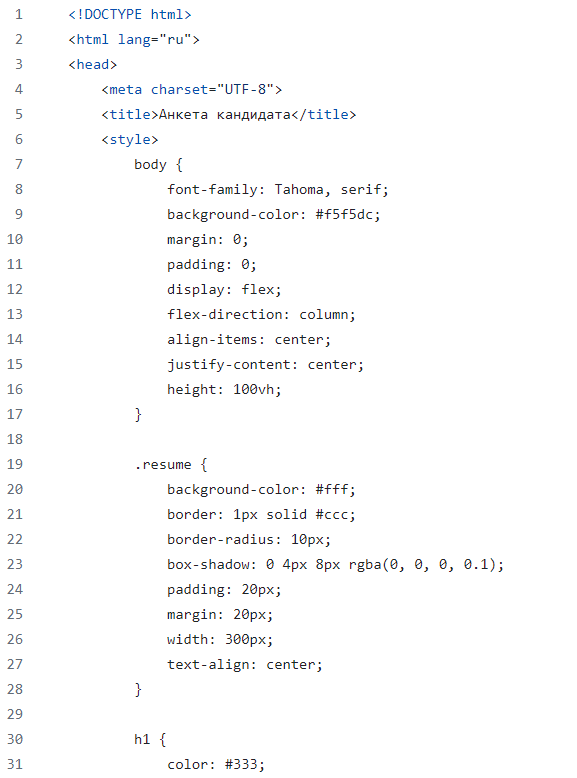 1 <!DOCTYPE html>
2 <html lang="ru">
3 <head>
4 <meta charset="UTF-8">
5 <title>Анкета кандидата</title>
6 <style>
7 body {
8 font-family: Tahoma, serif;
9 background-color: #f5f5dc;
10 margin: 0;
11 padding: 0;
12 display: flex;
13 flex-direction: column;
14 align-items: center;
15 justify-content: center;
16 height: 100vh;
17 }
18
19 .resume {
20 background-color: #fff;
21 border: 1px solid #ccc;
22 border-radius: 10px;
23 box-shadow: 0 4px 8px rgba(0, 0, 0, 0.1);
24 padding: 20px;
25 margin: 20px;
26 width: 300px;
27 text-align: center;
28 }
29
30 h1 {
31 color: #333;